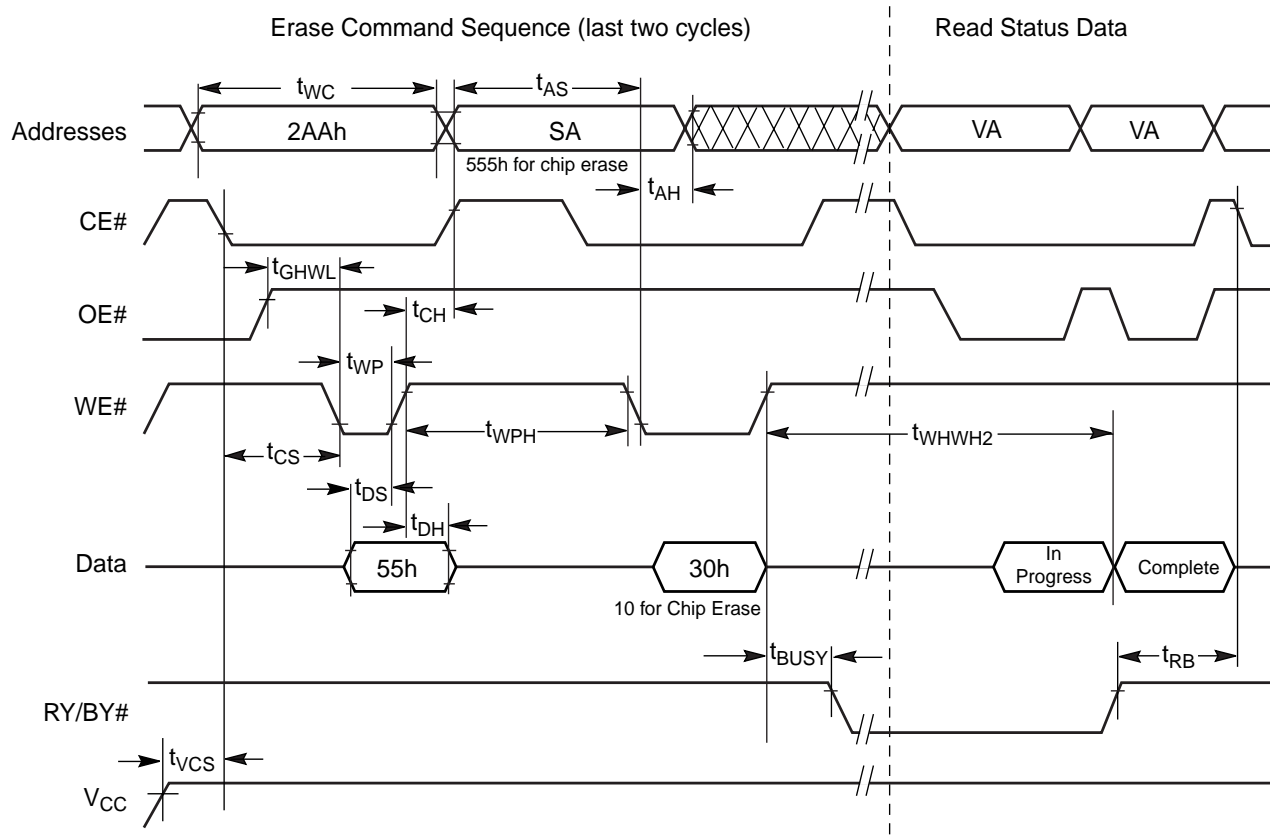 Erase Command Sequence (last two cycles)
Read Status Data
tWC
tAS
Addresses
2AAh
SA
VA
VA
555h for chip erase
tAH
CE#
tGHWL
OE#
tCH
tWP
WE#
tWPH
tWHWH2
tCS
tDS
tDH
Data
55h
30h
In
Progress
Complete
10 for Chip Erase
tBUSY
tRB
RY/BY#
tVCS
VCC